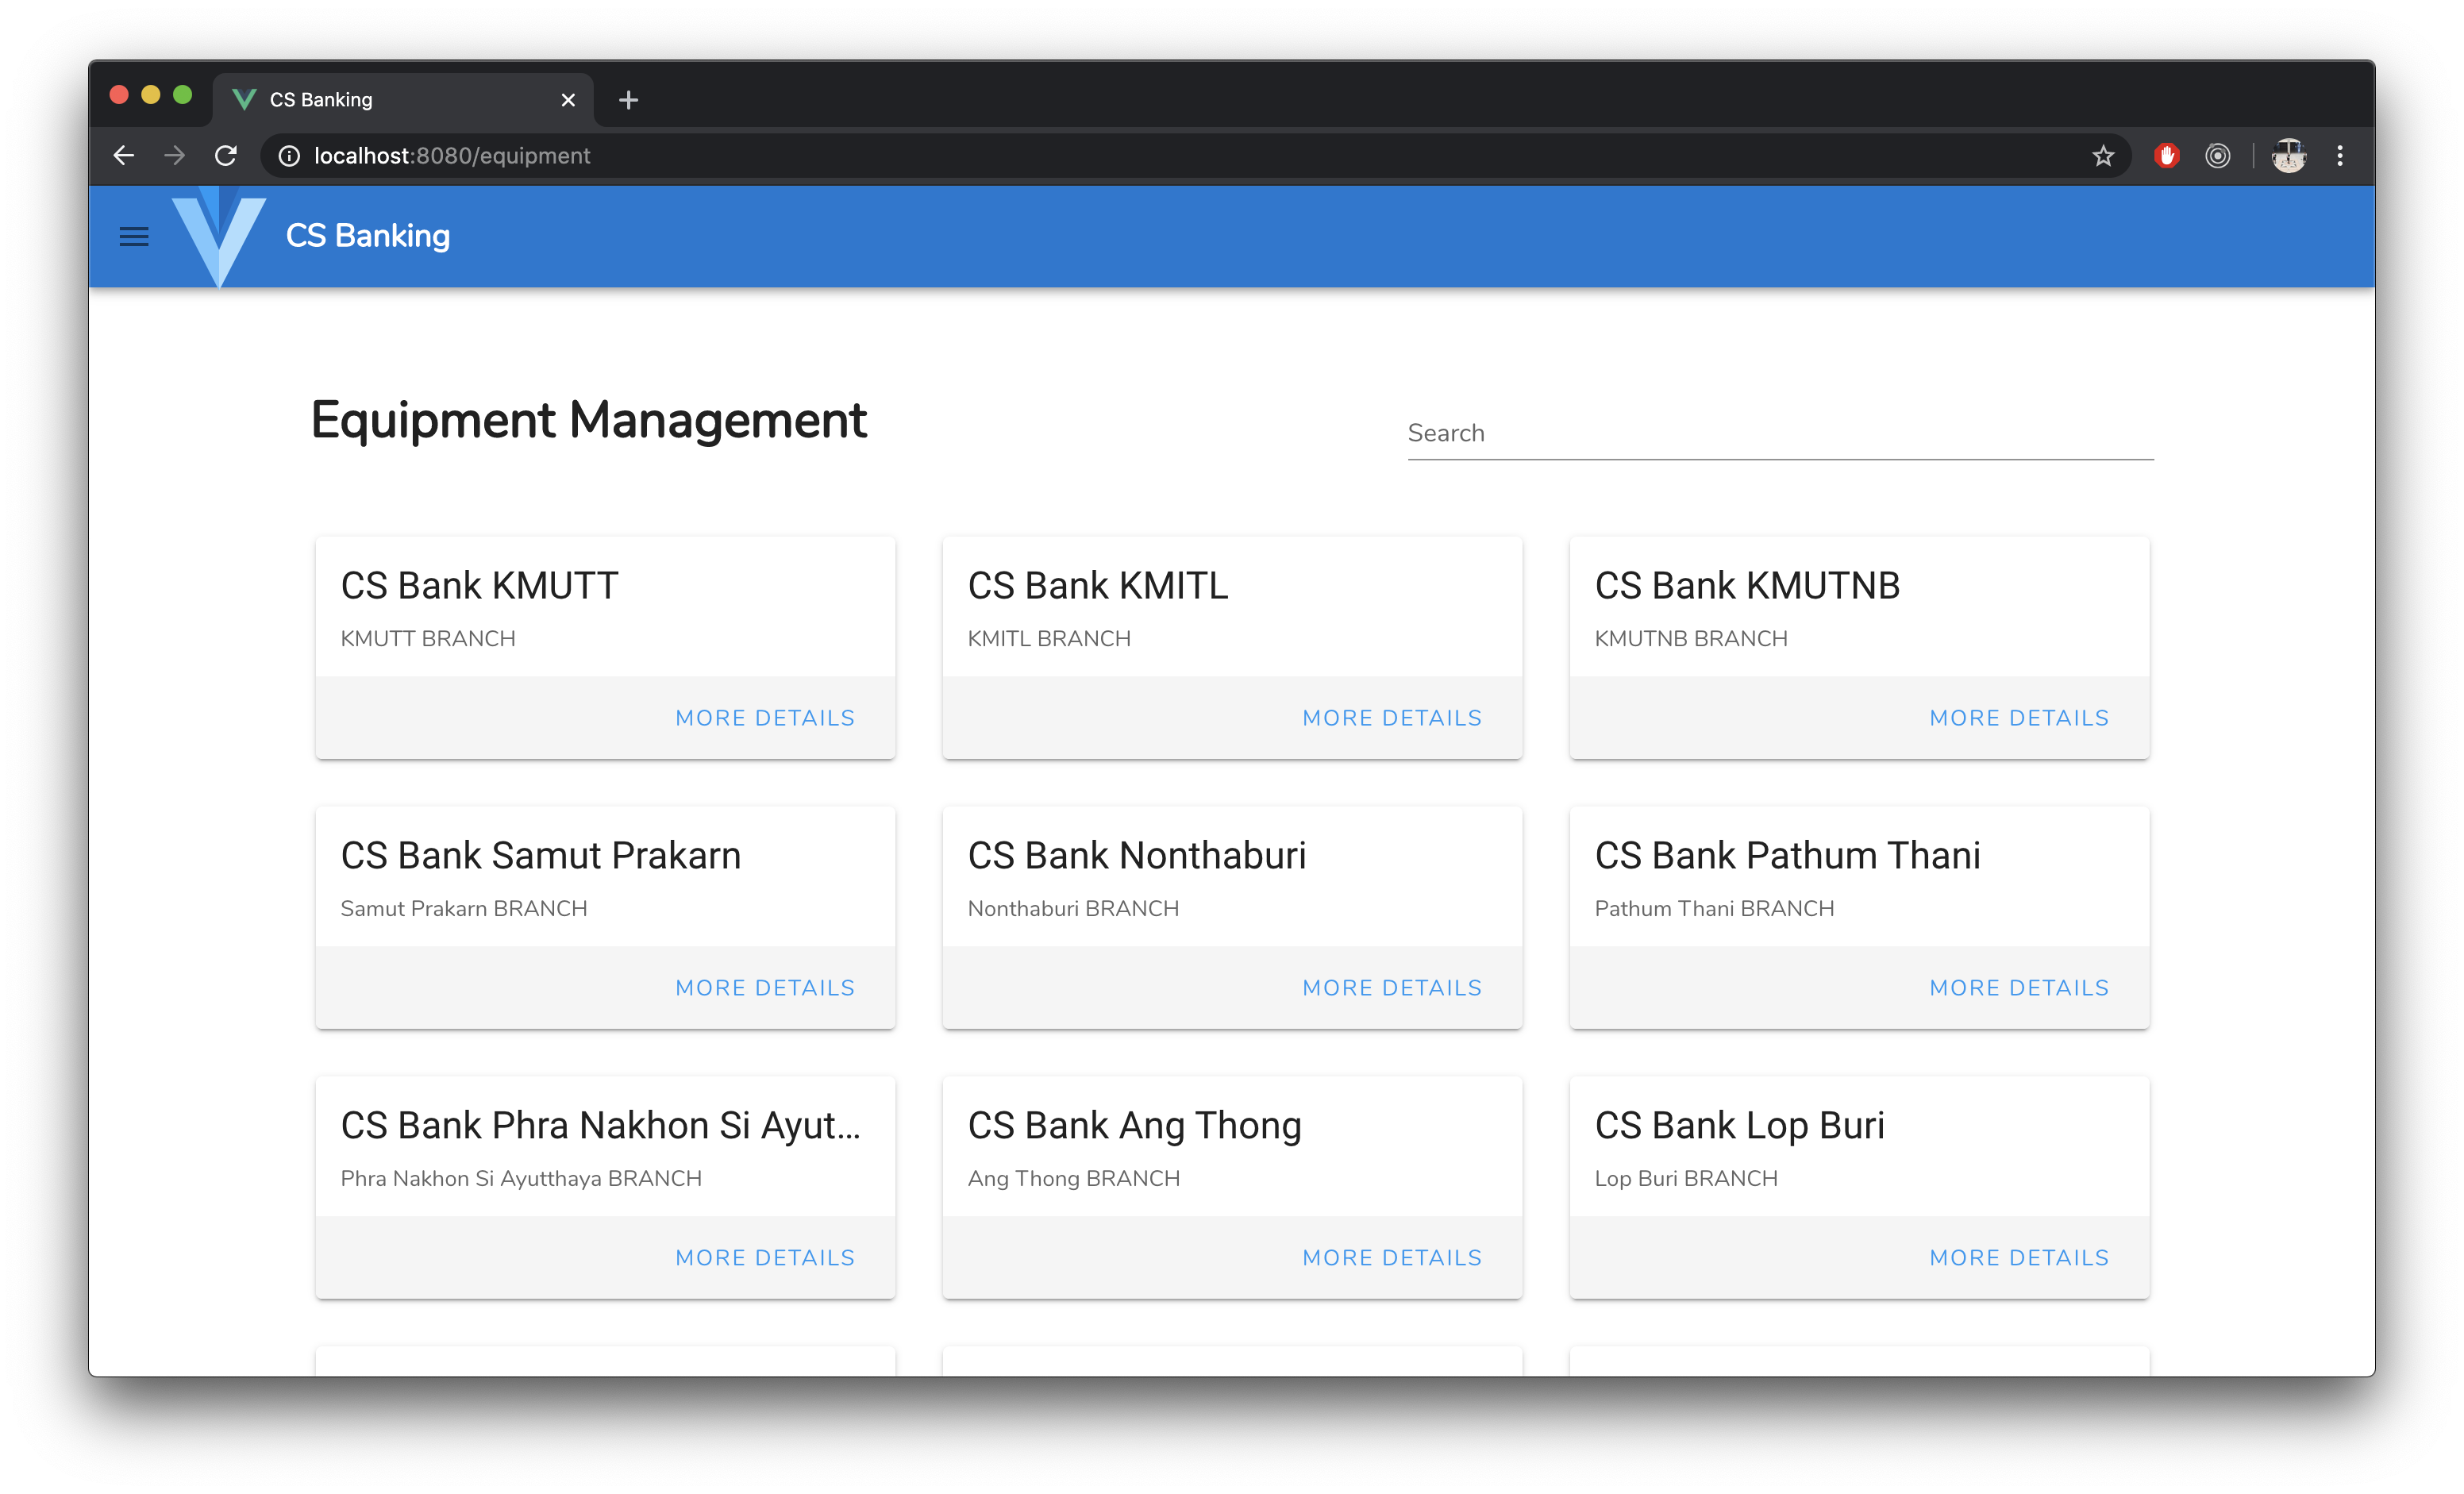 CS Banking
localhost:8080/equipment
CS Banking
Equipment Management
Search
CS Bank KMUTT
KMUTT BRANCH
MORE DETAILS
CS Bank KMITL
KMITL BRANCH
MORE DETAILS
CS Bank KMUTNB
KMUTNB BRANCH
MORE DETAILS
CS Bank Samut Prakarn
Samut Prakarn BRANCH
MORE DETAILS
CS Bank Nonthaburi
Nonthaburi BRANCH
MORE DETAILS
CS Bank Pathum Thani
Pathum Thani BRANCH
MORE DETAILS
CS Bank Phra Nakhon Si Ayut...
Phra Nakhon Si Ayutthaya BRANCH
MORE DETAILS
CS Bank Ang Thong
Ang Thong BRANCH
MORE DETAILS
CS Bank Lop Buri
Lop Buri BRANCH
MORE DETAILS